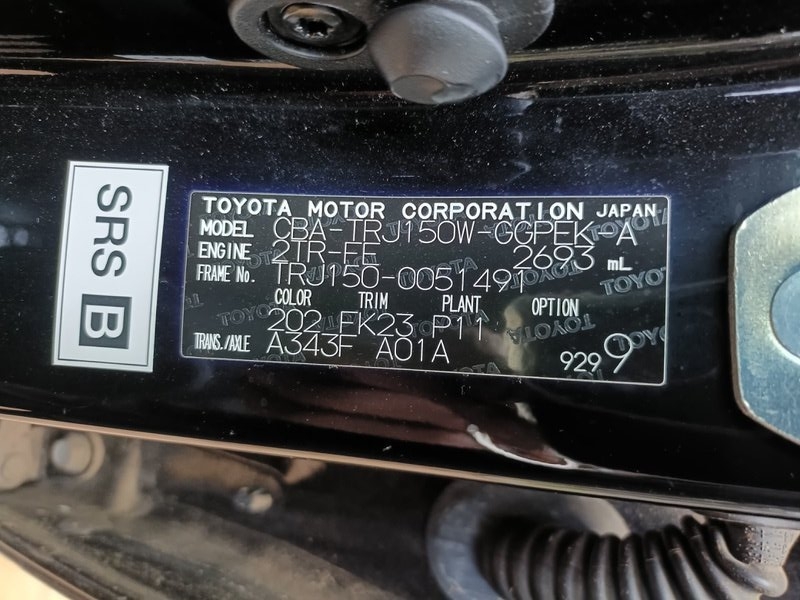 SRS B
TOYOTA MOTOR CORPORATION JAPAN
MODEL CBA-TRJ150W-GGPEK A
ENGINE 2TR-FE 2693 mL
FRAME No. TRJ150-0051491
COLOR TRIM PLANT OPTION
202 FK23 P11
TRANS./AXLE A343F A01A
929 9